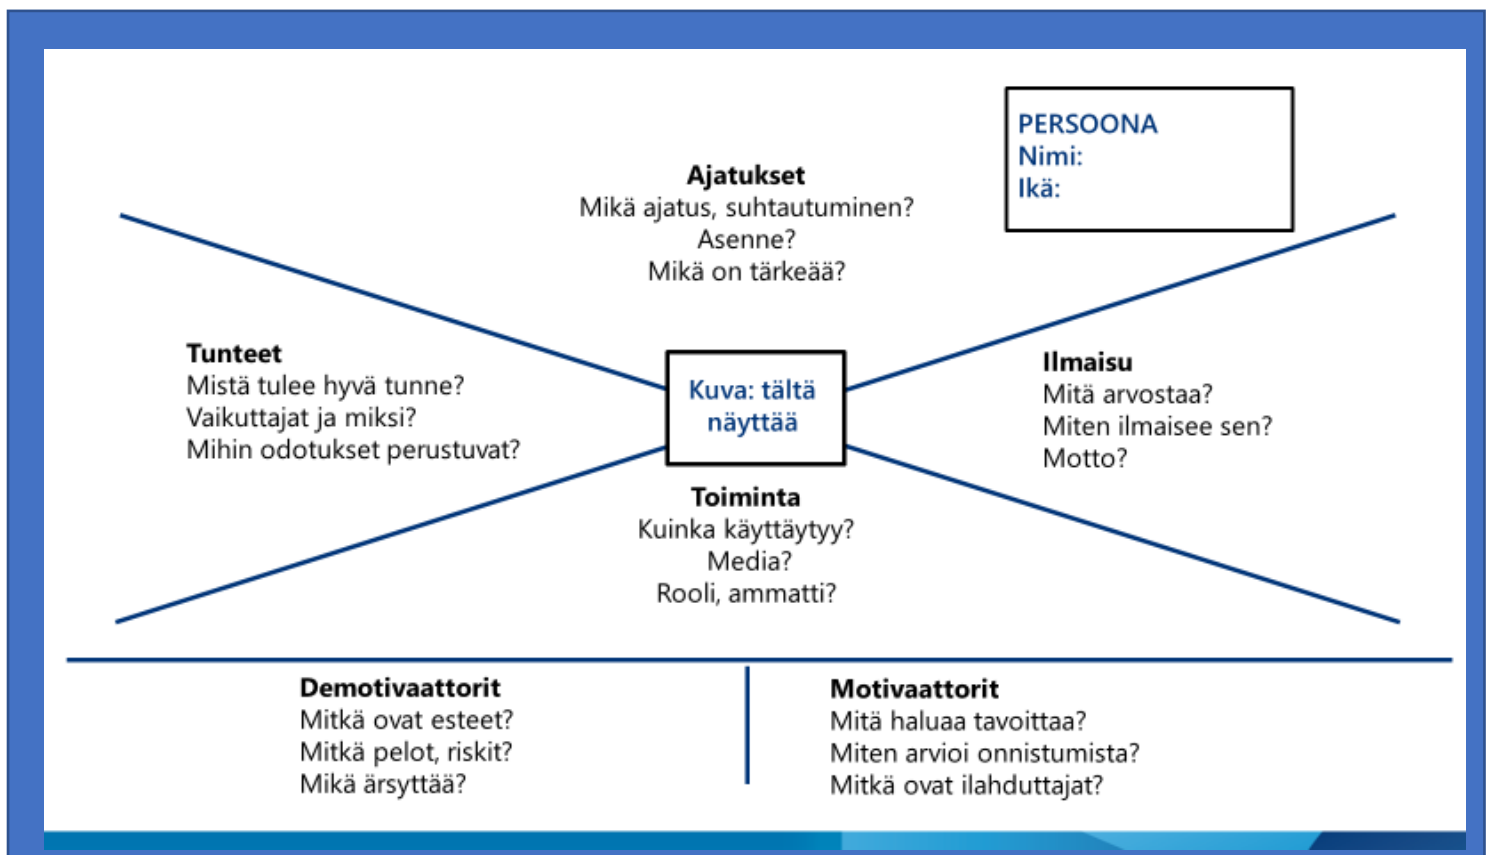 PERSOONA
Nimi:
Ikä:
Ajatukset
Mikä ajatus, suhtautuminen?
Asenne?
Mikä on tärkeää?
Tunteet
Mistä tulee hyvä tunne?
Vaikuttajat ja miksi?
Mihin odotukset perustuvat?
Kuva: tältä
näyttää
Ilmaisu
Mitä arvostaa?
Miten ilmaisee sen?
Motto?
Toiminta
Kuinka käyttäytyy?
Media?
Rooli, ammatti?
Demotivaattorit
Mitkä ovat esteet?
Mitkä pelot, riskit?
Mikä ärsyttää?
Motivaattorit
Mitä haluaa tavoittaa?
Miten arvioi onnistumista?
Mitkä ovat ilahduttajat?